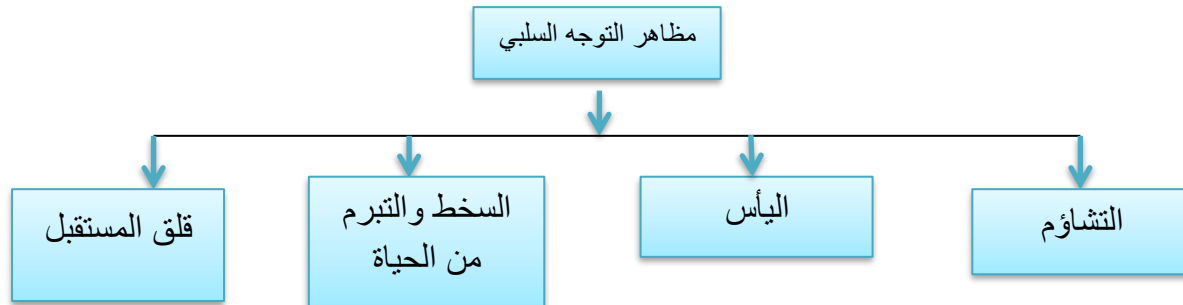 مظاهر التوجه السلبي
التشاؤم
اليأس
السخط والتبرم
من الحياة
قلق المستقبل